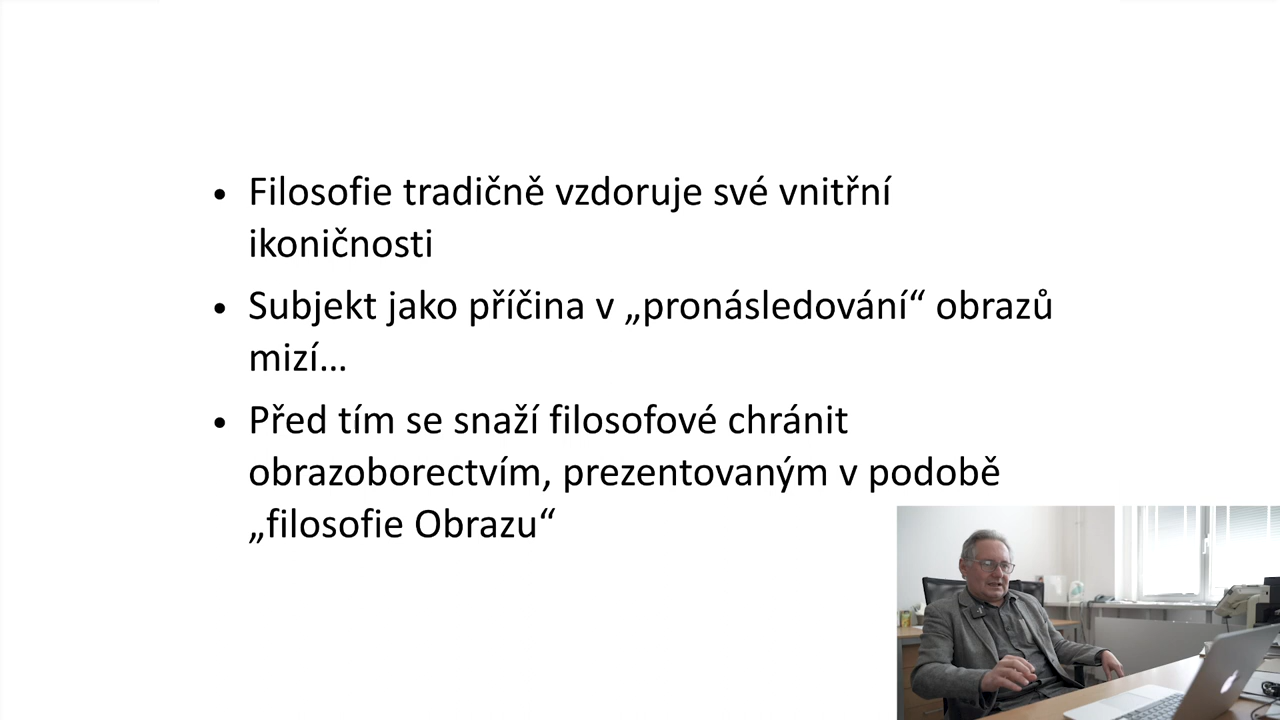 • Filosofie tradičně vzdoruje své vnitřní
ikoničnosti
• Subjekt jako příčina v „pronásledování“ obrazů
mizí…
• Před tím se snaží filosofové chránit
obrazoborectvím, prezentovaným v podobě
„filosofie Obrazu“